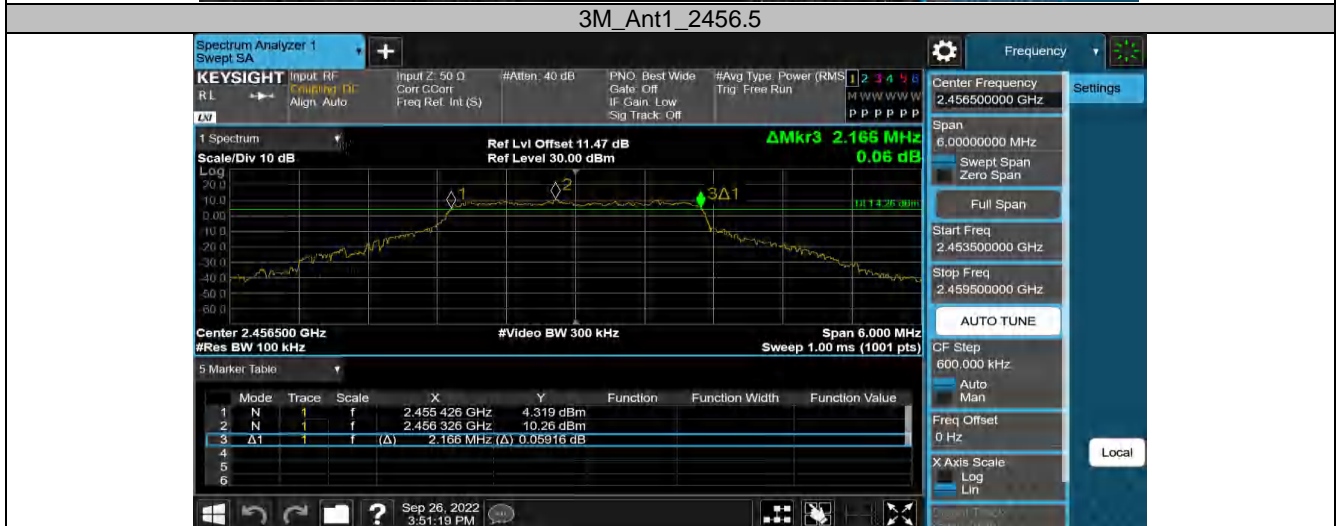 3M_Ant1_2456.5
Spectrum Analyzer 1
Swept SA
+
Frequency
KEYSIGHT
RL
LXI
Input: RF
Coupling: DC
Align: Auto
Input Z: 50 Ω
Corr CCorr
Freq Ref: Int (S)
#Atten: 40 dB
PNO: Best Wide
Gate: Off
IF Gain: Low
Sig Track: Off
#Avg Type: Power (RMS
Trig: Free Run
1 2 3 4 5 6
M W W W W W
P P P P P P
1 Spectrum
Scale/Div 10 dB
Ref Lvl Offset 11.47 dB
Ref Level 30.00 dBm
ΔMkr3 2.166 MHz
0.06 dB
Log
20.0
10.0
0.00
-10.0
-20.0
-30.0
-40.0
-50.0
-60.0
1
2
3Δ1
DL1 4.26 dBm
Center 2.456500 GHz
#Res BW 100 kHz
#Video BW 300 kHz
Span 6.000 MHz
Sweep 1.00 ms (1001 pts)
5 Marker Table
Mode Trace Scale X Y Function Function Width Function Value
1 N 1 f 2.455 426 GHz 4.319 dBm
2 N 1 f 2.456 326 GHz 10.26 dBm
3 Δ1 1 f (Δ) 2.166 MHz (Δ) 0.05916 dB
4
5
6
Center Frequency
2.456500000 GHz
Settings
Span
6.00000000 MHz
Swept Span
Zero Span
Full Span
Start Freq
2.453500000 GHz
Stop Freq
2.459500000 GHz
AUTO TUNE
CF Step
600.000 kHz
Auto
Man
Freq Offset
0 Hz
X Axis Scale
Log
Lin
Local
?
Sep 26, 2022
3:51:19 PM